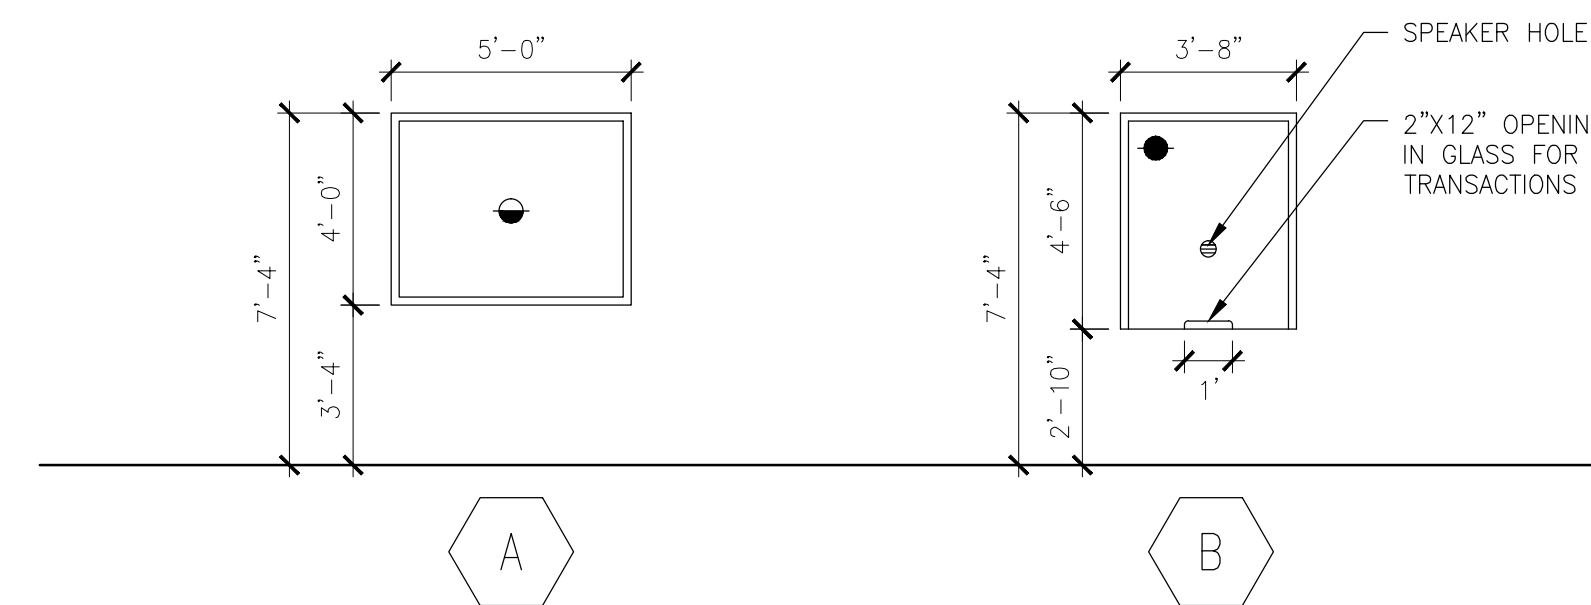 5'-0"
3'-8"
SPEAKER HOLE
2"X12" OPENIN
IN GLASS FOR
TRANSACTIONS
4'-0"
7'-4"
3'-4"
4'-6"
7'-4"
2'-10"
1'
A
B